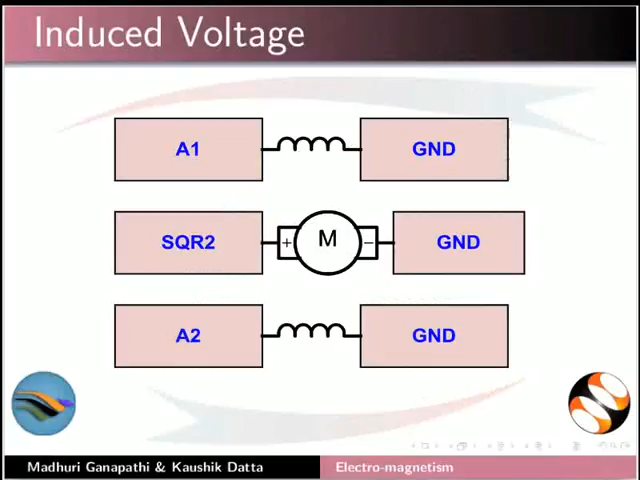 Induced Voltage
A1 GND
SQR2 + M − GND
A2 GND
Madhuri Ganapathi & Kaushik Datta Electro-magnetism